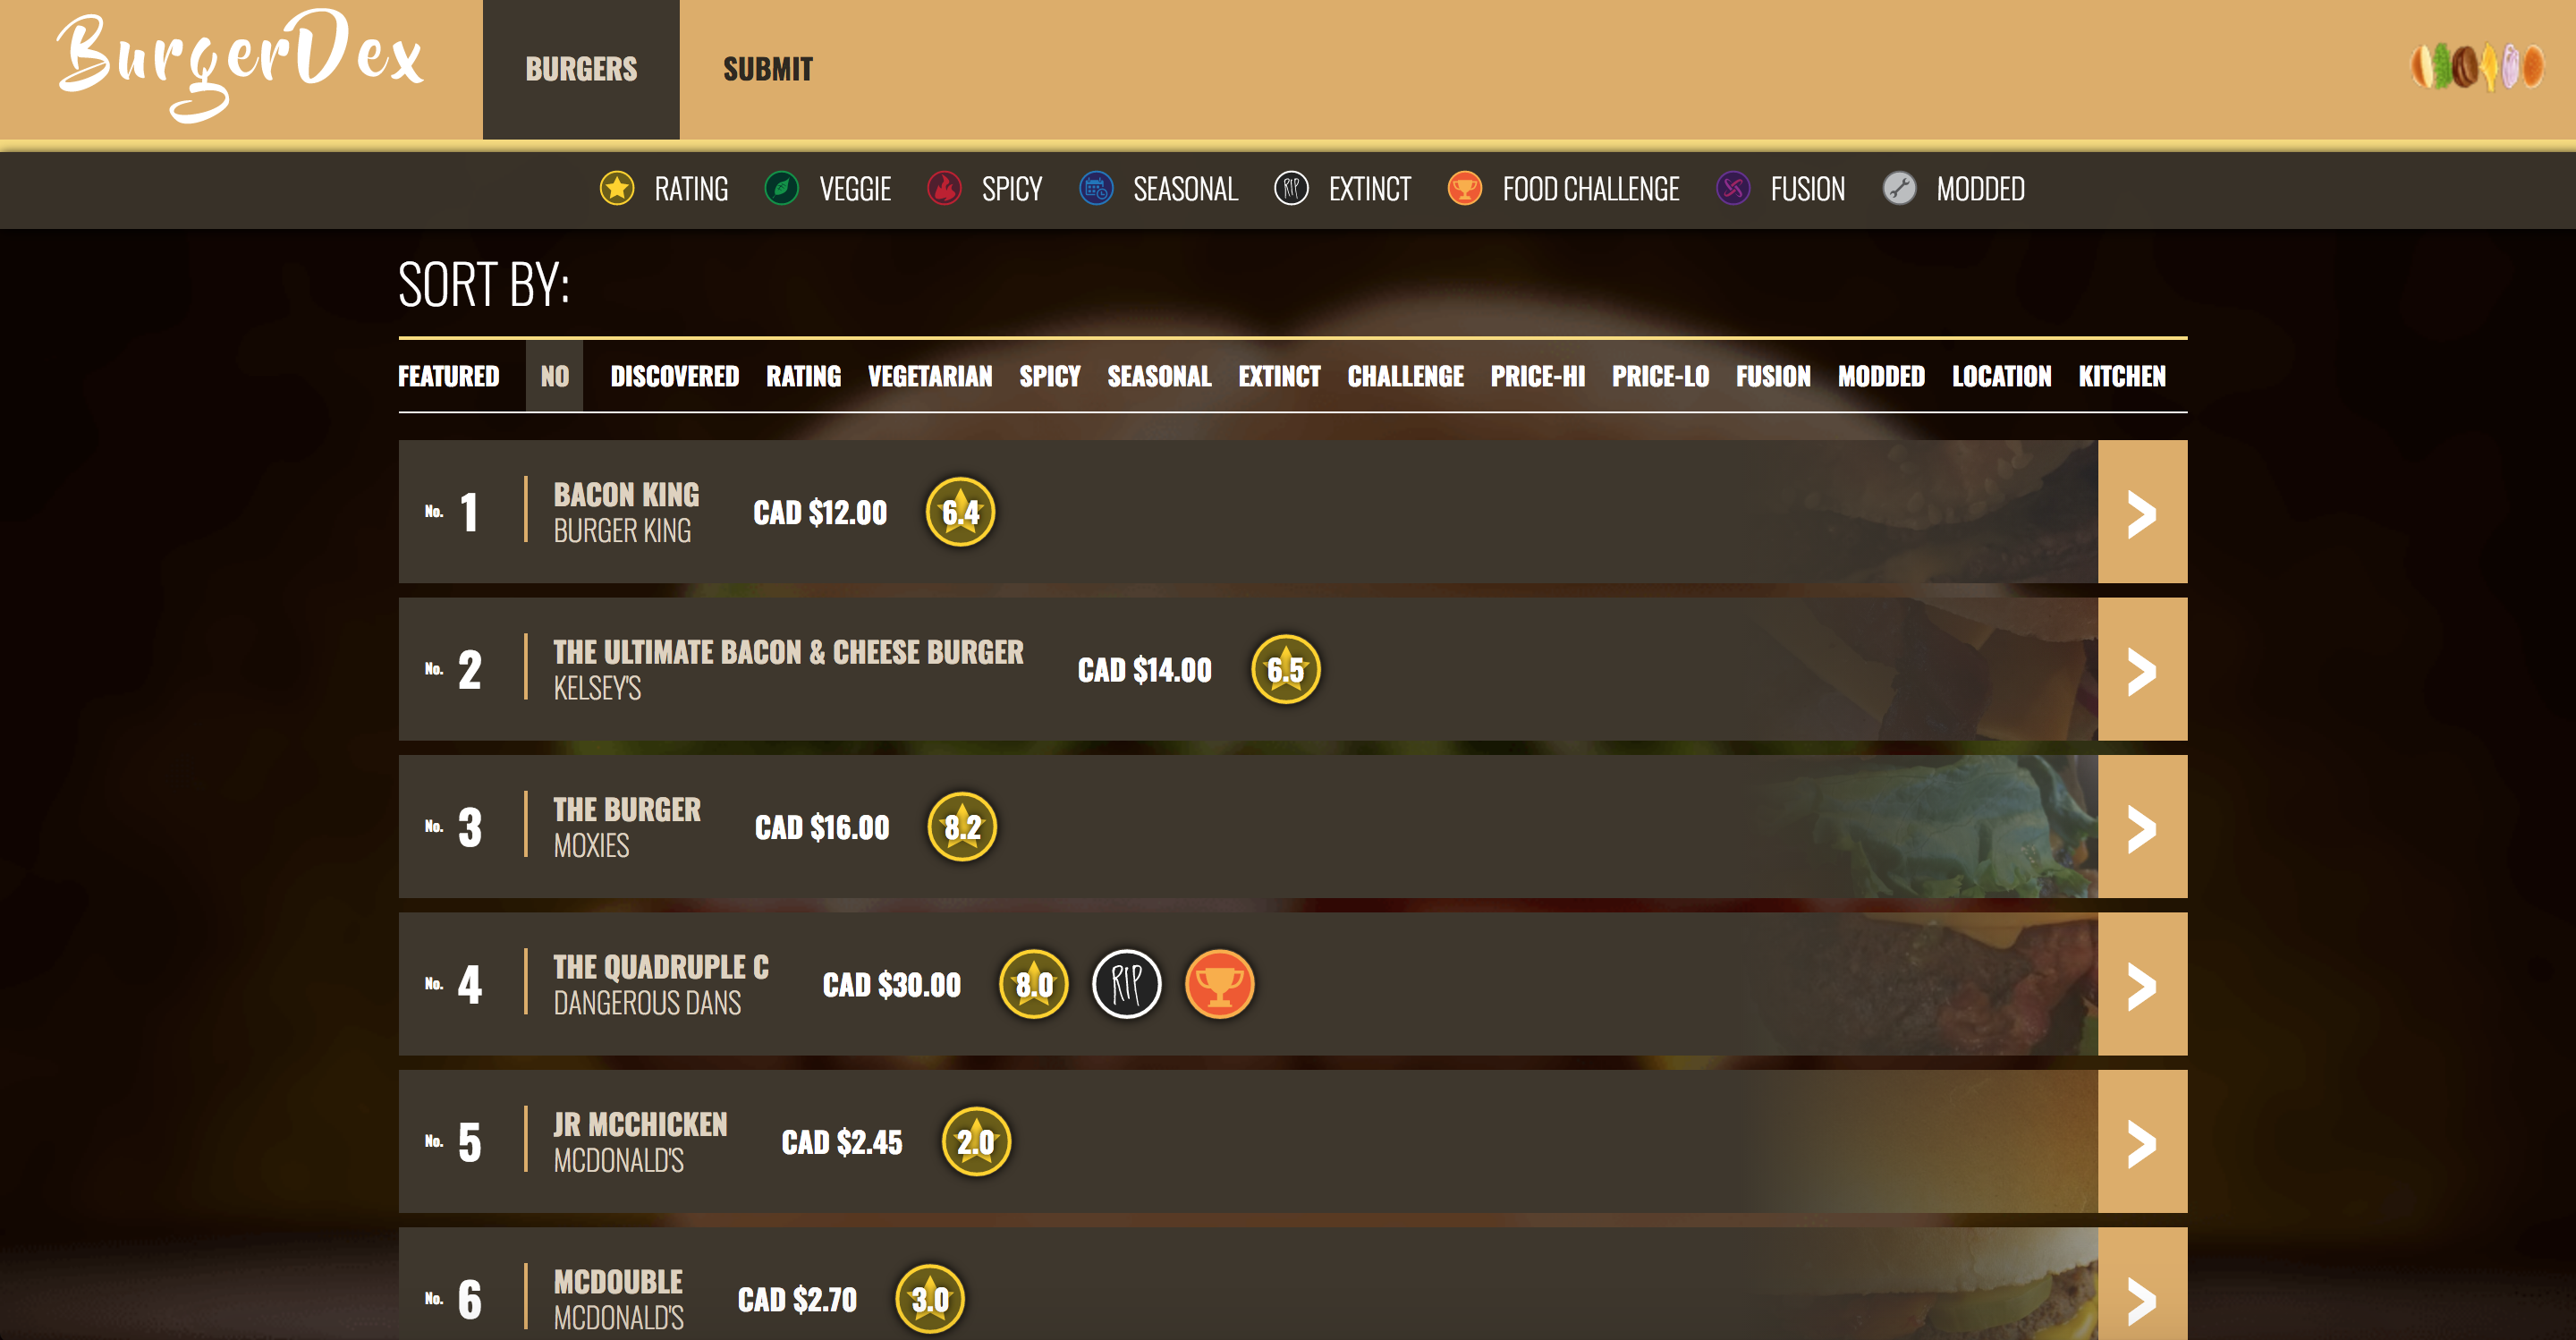 BurgerDex
BURGERS
SUBMIT
RATING VEGGIE SPICY SEASONAL RIP EXTINCT FOOD CHALLENGE FUSION MODDED
SORT BY:
FEATURED NO DISCOVERED RATING VEGETARIAN SPICY SEASONAL EXTINCT CHALLENGE PRICE-HI PRICE-LO FUSION MODDED LOCATION KITCHEN
No. 1
BACON KING
BURGER KING
CAD $12.00
6.4
No. 2
THE ULTIMATE BACON & CHEESE BURGER
KELSEY'S
CAD $14.00
6.5
No. 3
THE BURGER
MOXIES
CAD $16.00
8.2
No. 4
THE QUADRUPLE C
DANGEROUS DANS
CAD $30.00
8.0
RIP
No. 5
JR MCCHICKEN
MCDONALD'S
CAD $2.45
2.0
No. 6
MCDOUBLE
MCDONALD'S
CAD $2.70
3.0